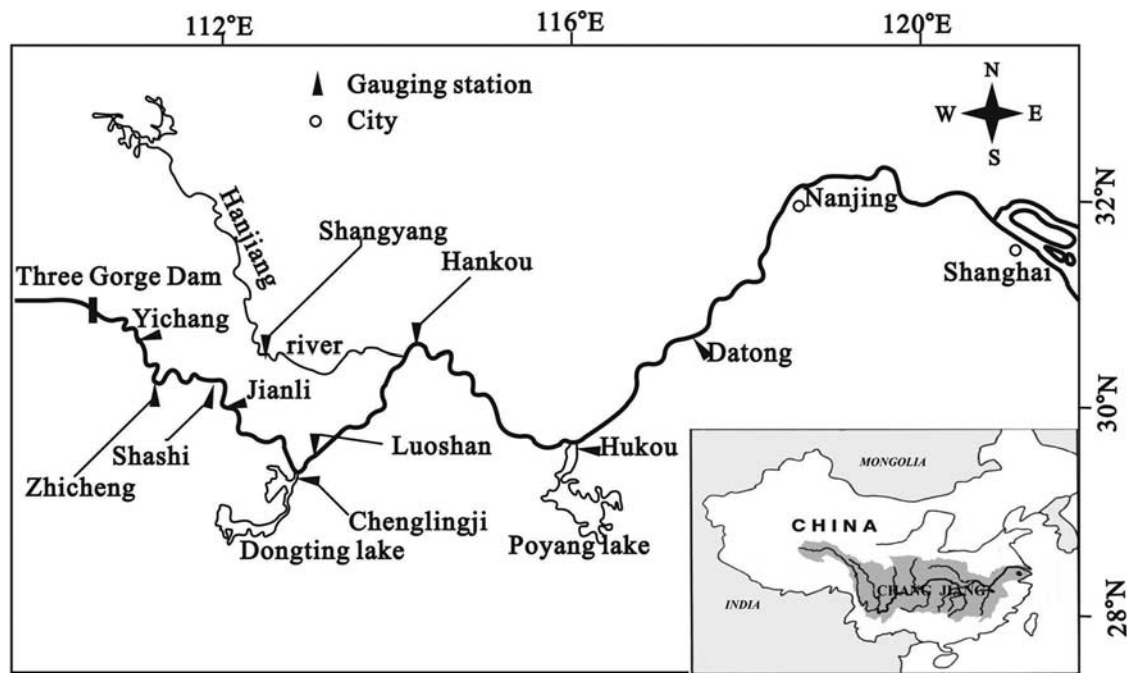 112°E
116°E
120°E
Gauging station
City
N
W
E
S
Hanjiang
river
Shangyang
Hankou
Nanjing
32°N
Shanghai
Three Gorge Dam
Yichang
Datong
Jianli
30°N
Shashi
Luoshan
Hukou
Zhicheng
Chenglingji
Dongting lake
Poyang lake
28°N
MONGOLIA
CHINA
CHANG JIANG
INDIA